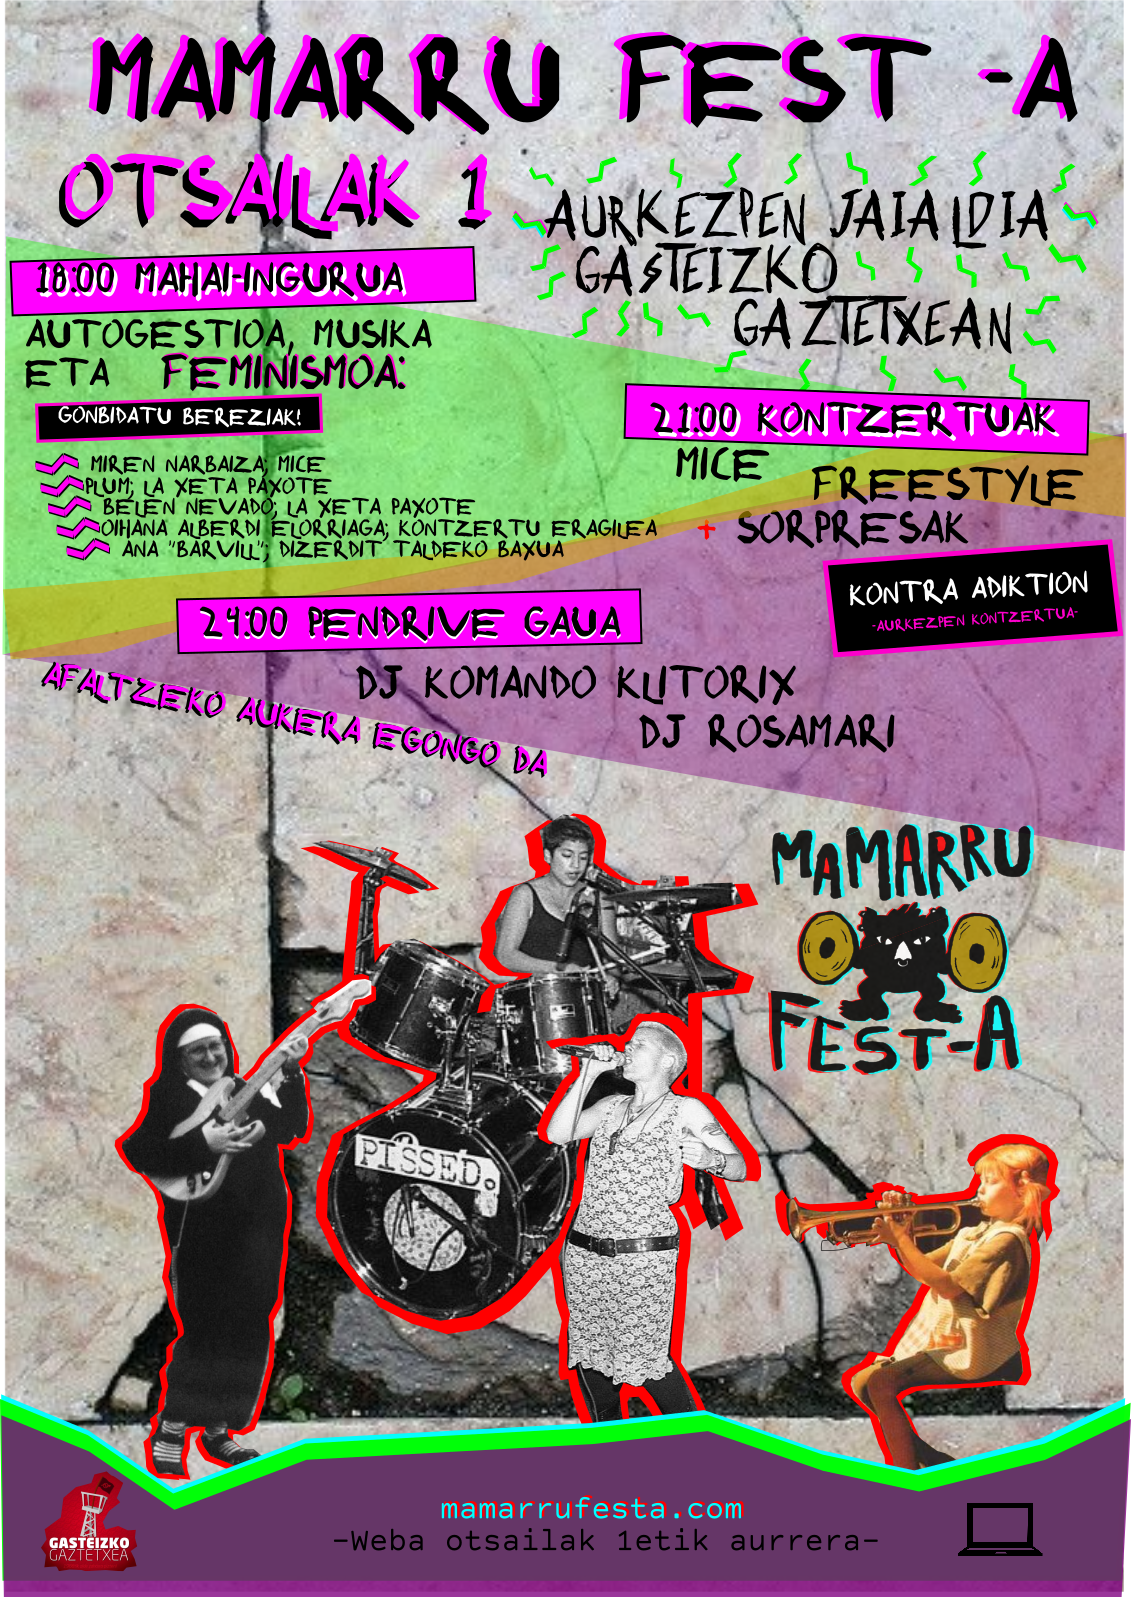 MAMARRU FEST -A
OTSAILAK 1
AURKEZPEN JAIALDIA
GASTEIZKO
GAZTETXEAN
18:00 MAHAI-INGURUA
AUTOGESTIOA, MUSIKA
ETA FEMINISMOA:
GONBIDATU BEREZIAK!
MIREN NARBAIZA; MICE
PLUM; LA XETA PAXOTE
BELEN NEVADO; LA XETA PAXOTE
OIHANA ALBERDI ELORRIAGA; KONTZERTU ERAGILEA
ANA "BARVILL"; DIZERDIT TALDEKO BAXUA
21:00 KONTZERTUAK
MICE
FREESTYLE
+ SORPRESAK
KONTRA ADIKTION
-AURKEZPEN KONTZERTUA-
24:00 PENDRIVE GAUA
DJ KOMANDO KLITORIX
DJ ROSAMARI
AFALTZEKO AUKERA EGONGO DA
MAMARRU
FEST-A
PISSED.
GASTEIZKO
GAZTETXEA
mamarrufesta.com
-Weba otsailak 1etik aurrera-